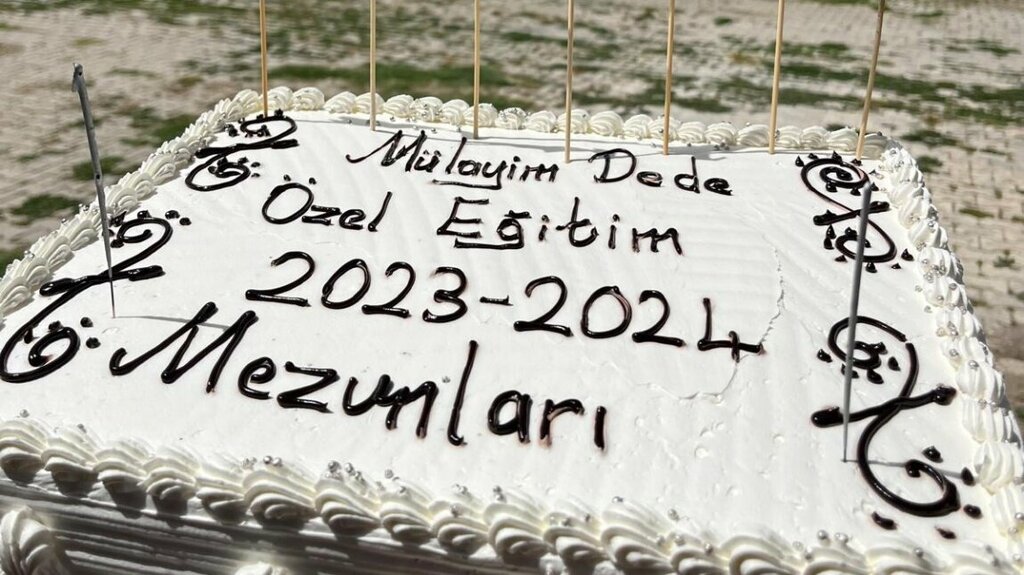 Mülayim Dede
Özel Eğitim
2023-2024
Mezunları